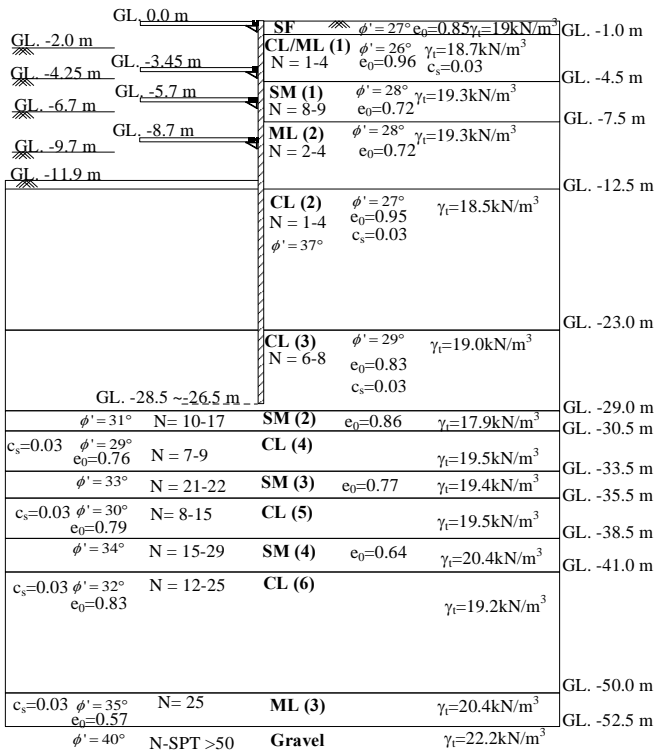 GL. 0.0 m
SF φ'=27° e0=0.85 γt=19kN/m3 GL. -1.0 m
GL. -2.0 m
CL/ML (1) φ'=26° γt=18.7kN/m3
GL. -3.45 m N = 1-4 e0=0.96 cs=0.03
GL. -4.25 m
GL. -4.5 m
GL. -5.7 m SM (1) φ'=28° γt=19.3kN/m3
GL. -6.7 m N = 8-9 e0=0.72
GL. -7.5 m
GL. -8.7 m ML (2) φ'=28° γt=19.3kN/m3
GL. -9.7 m N = 2-4 e0=0.72
GL. -11.9 m
GL. -12.5 m
CL (2) φ'=27° γt=18.5kN/m3
N = 1-4 e0=0.95
cs=0.03
φ'=37°
GL. -23.0 m
CL (3) φ'=29° γt=19.0kN/m3
N = 6-8 e0=0.83
cs=0.03
GL. -28.5 ~-26.5 m
GL. -29.0 m
φ'=31° N= 10-17 SM (2) e0=0.86 γt=17.9kN/m3
GL. -30.5 m
cs=0.03 φ'=29° CL (4)
e0=0.76 N = 7-9 γt=19.5kN/m3
GL. -33.5 m
φ'=33° N = 21-22 SM (3) e0=0.77 γt=19.4kN/m3
GL. -35.5 m
cs=0.03 φ'=30° N= 8-15 CL (5) γt=19.5kN/m3
e0=0.79
GL. -38.5 m
φ'=34° N = 15-29 SM (4) e0=0.64 γt=20.4kN/m3
GL. -41.0 m
cs=0.03 φ'=32° N = 12-25 CL (6)
e0=0.83 γt=19.2kN/m3
GL. -50.0 m
cs=0.03 φ'=35° N= 25 ML (3) γt=20.4kN/m3
e0=0.57
GL. -52.5 m
φ'=40° N-SPT >50 Gravel γt=22.2kN/m3